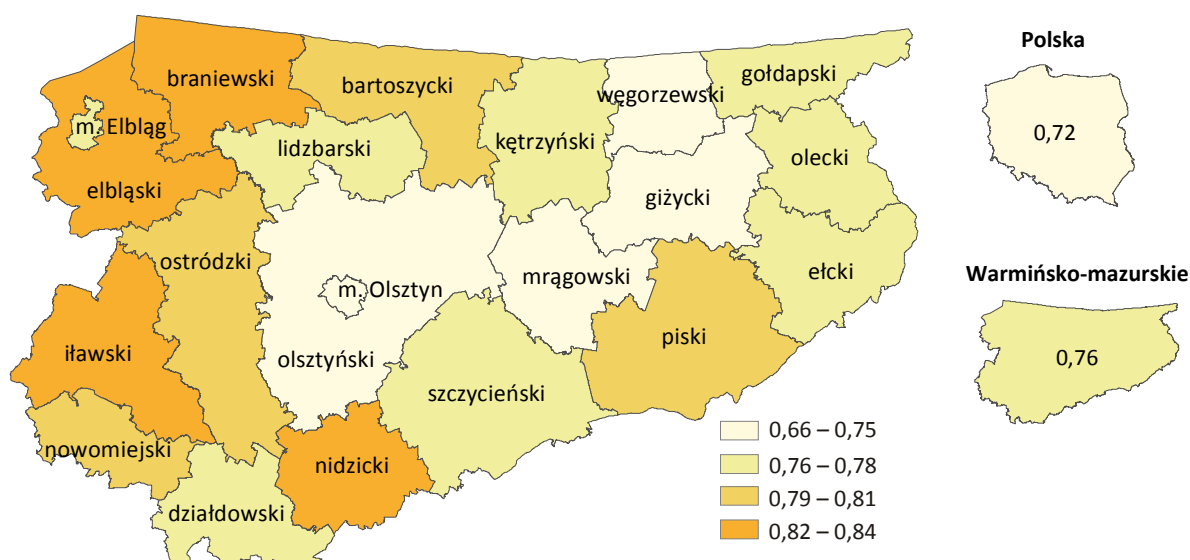 braniewski
bartoszycki
gołdapski
węgorzewski
m. Elbląg
lidzbarski
kętrzyński
olecki
elbląski
giżycki
ostródzki
mrągowski
ełcki
m. Olsztyn
iławski
olsztyński
piski
szczycieński
nowomiejski
nidzicki
działdowski
Polska
0,72
Warmińsko-mazurskie
0,76
0,66 – 0,75
0,76 – 0,78
0,79 – 0,81
0,82 – 0,84